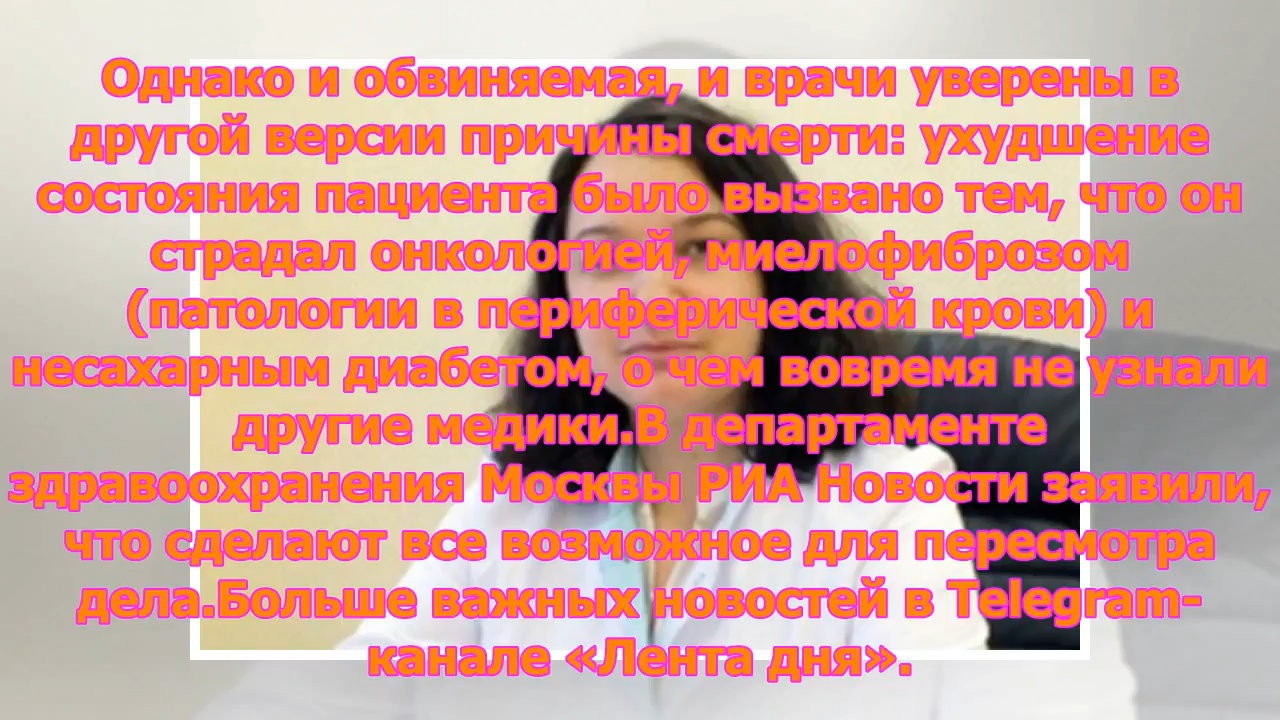 Однако и обвиняемая, и врачи уверены в
другой версии причины смерти: ухудшение
состояния пациента было вызвано тем, что он
страдал онкологией, миелофиброзом
(патологии в периферической крови) и
несахарным диабетом, о чем вовремя не узнали
другие медики.В департаменте
здравоохранения Москвы РИА Новости заявили,
что сделают все возможное для пересмотра
дела.Больше важных новостей в Telegram-
канале «Лента дня».